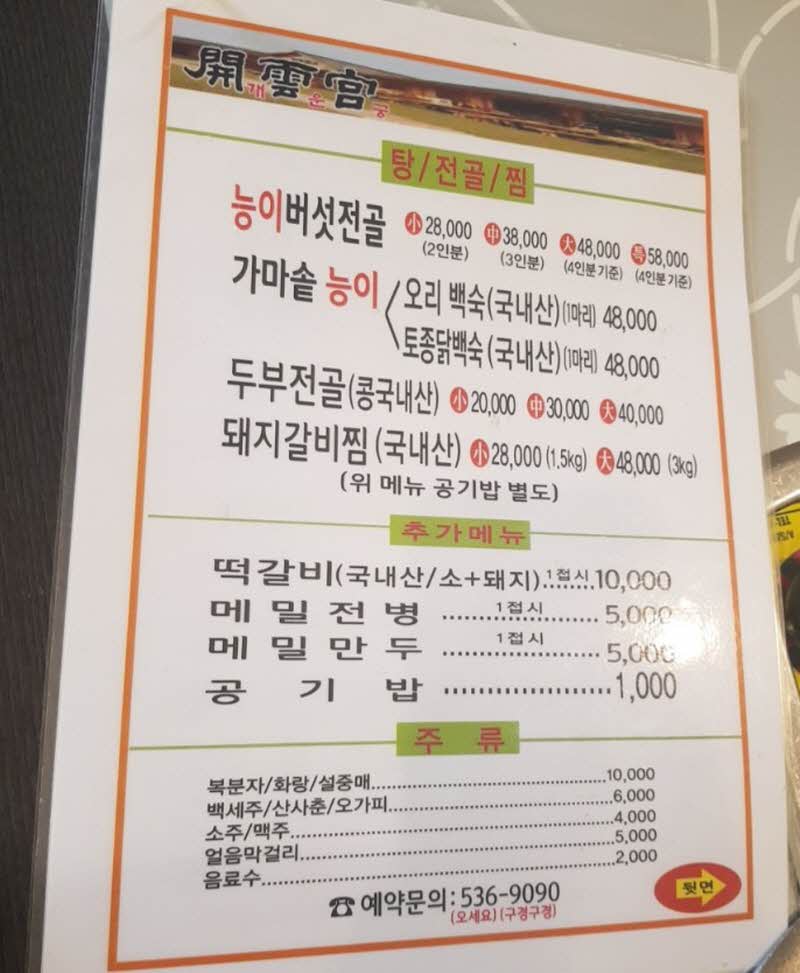 開雲宮
개운궁
탕/전골/찜
능이버섯전골 小28,000 中38,000 大48,000 特58,000
(2인분) (3인분) (4인분기준) (4인분기준)
가마솥 능이 오리 백숙(국내산)(1마리) 48,000
토종닭백숙(국내산)(1마리) 48,000
두부전골(콩국내산) 小20,000 中30,000 大40,000
돼지갈비찜(국내산) 小28,000(1.5kg) 大48,000(3kg)
(위 메뉴 공기밥 별도)
추가메뉴
떡갈비(국내산/소+돼지)........1접시10,000
메밀전병 ........1접시 5,000
메밀만두 ........1접시 5,000
공기밥 ........1,000
주류
복분자/화랑/설중매........10,000
백세주/산사춘/오가피........6,000
소주/맥주........4,000
얼음막걸리........5,000
음료수........2,000
☎ 예약문의:536-9090
(오세요)(구경구경)
뒷면